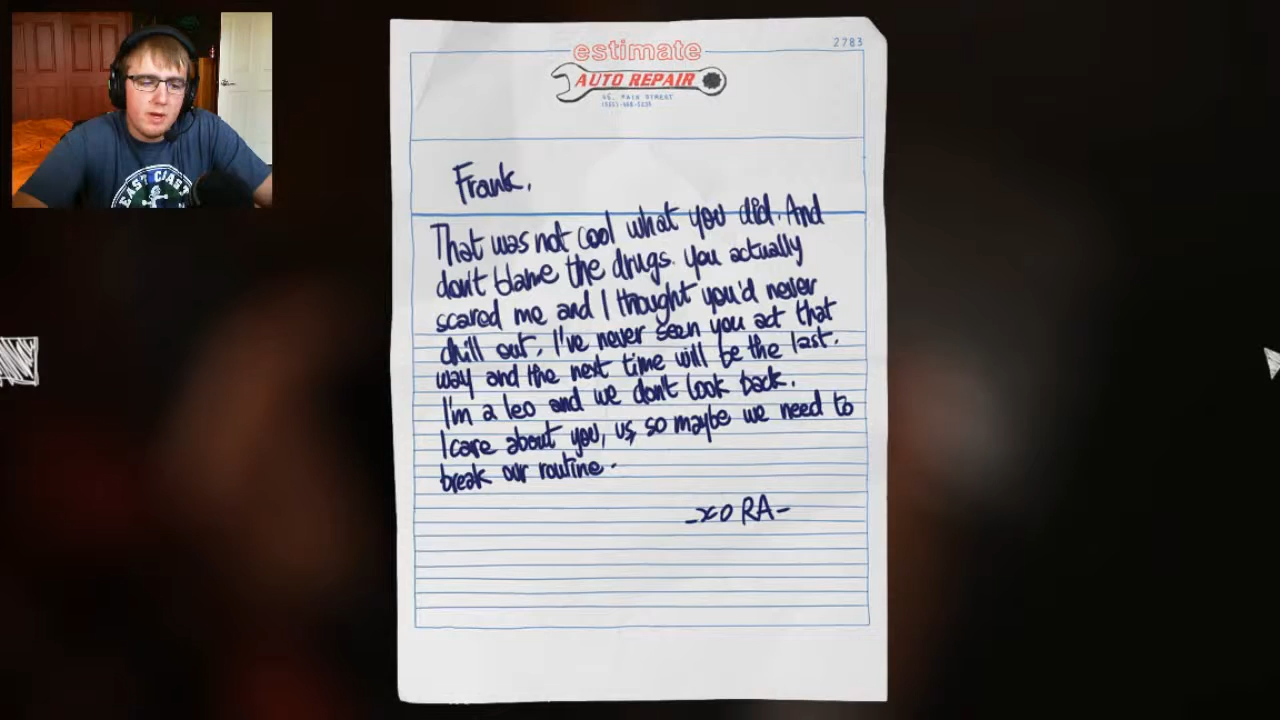 2783
estimate
AUTO REPAIR
Frank,
That was not cool what you did. And
don't blame the drugs. you actually
scared me and I thought you'd never
chill out. I've never seen you act that
way and the next time will be the last.
I'm a leo and we don't look back.
I care about you, us, so maybe we need to
break our routine.
-xo RA-
EAST COAST